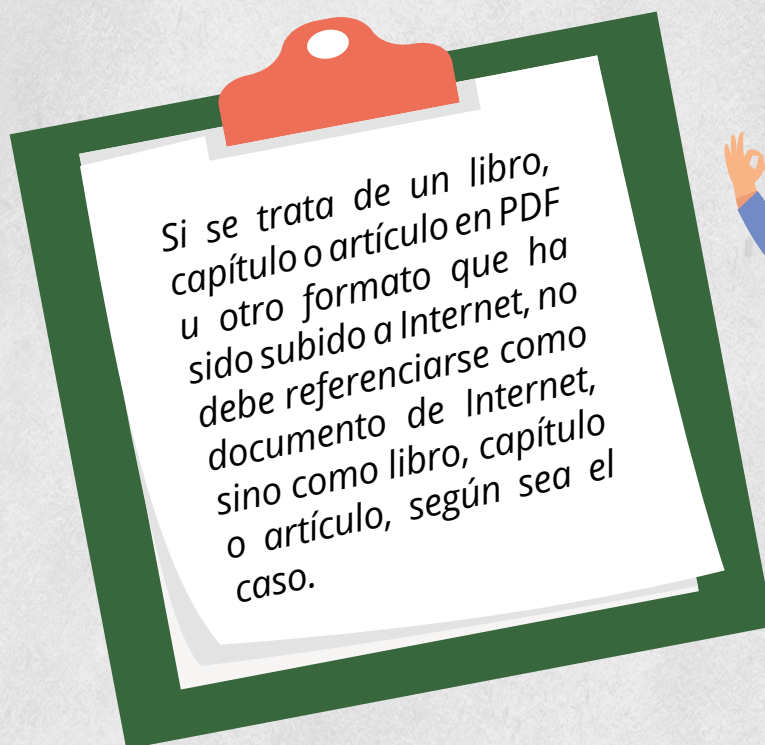 Si se trata de un libro,
capítulo o artículo en PDF
u otro formato que ha
sido subido a Internet, no
debe referenciarse como
documento de Internet,
sino como libro, capítulo
o artículo, según sea el
caso.